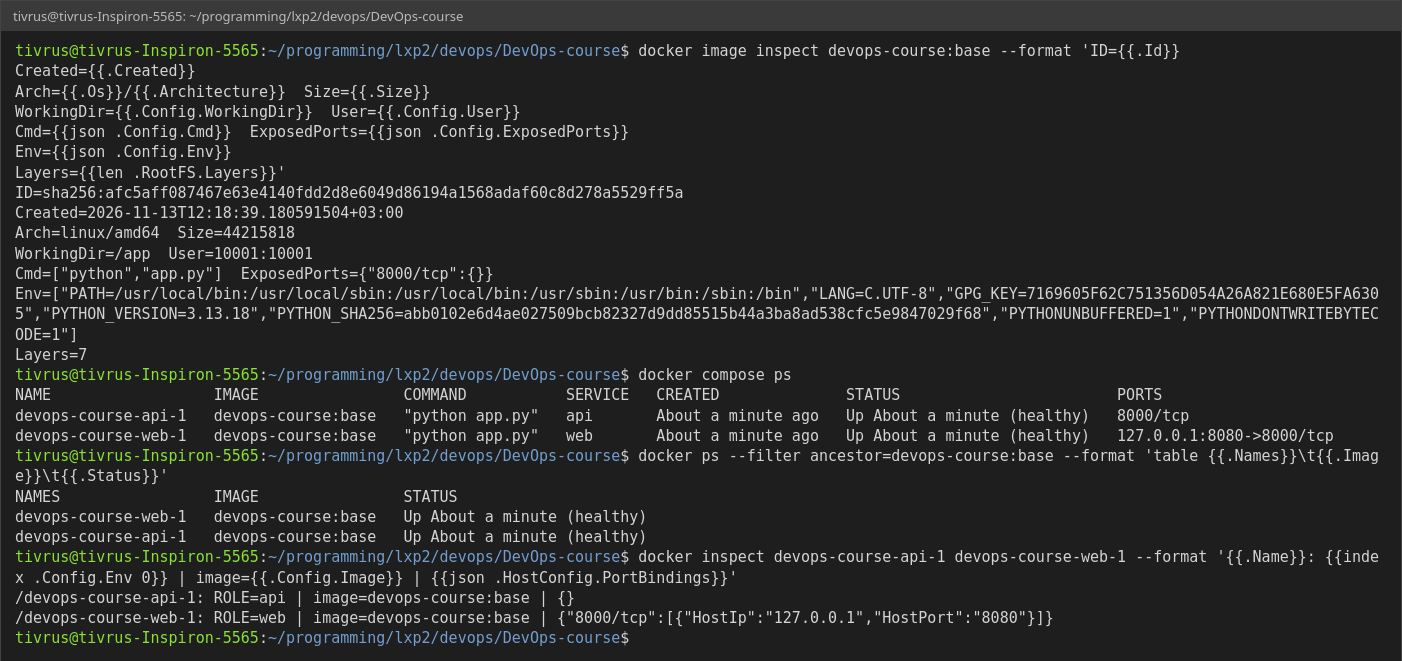 tivrus@tivrus-Inspiron-5565: ~/programming/lxp2/devops/DevOps-course
tivrus@tivrus-Inspiron-5565:~/programming/lxp2/devops/DevOps-course$ docker image inspect devops-course:base --format 'ID={{.Id}}
Created={{.Created}}
Arch={{.Os}}/{{.Architecture}}  Size={{.Size}}
WorkingDir={{.Config.WorkingDir}}  User={{.Config.User}}
Cmd={{json .Config.Cmd}}  ExposedPorts={{json .Config.ExposedPorts}}
Env={{json .Config.Env}}
Layers={{len .RootFS.Layers}}'
ID=sha256:afc5aff087467e63e4140fdd2d8e6049d86194a1568adaf60c8d278a5529ff5a
Created=2026-11-13T12:18:39.180591504+03:00
Arch=linux/amd64  Size=44215818
WorkingDir=/app  User=10001:10001
Cmd=["python","app.py"]  ExposedPorts={"8000/tcp":{}}
Env=["PATH=/usr/local/bin:/usr/local/sbin:/usr/local/bin:/usr/sbin:/usr/bin:/sbin:/bin","LANG=C.UTF-8","GPG_KEY=7169605F62C751356D054A26A821E680E5FA630
5","PYTHON_VERSION=3.13.18","PYTHON_SHA256=abb0102e6d4ae027509bcb82327d9dd85515b44a3ba8ad538cfc5e9847029f68","PYTHONUNBUFFERED=1","PYTHONDONTWRITEBYTEC
ODE=1"]
Layers=7
tivrus@tivrus-Inspiron-5565:~/programming/lxp2/devops/DevOps-course$ docker compose ps
NAME                  IMAGE                COMMAND           SERVICE   CREATED              STATUS                        PORTS
devops-course-api-1   devops-course:base   "python app.py"   api       About a minute ago   Up About a minute (healthy)   8000/tcp
devops-course-web-1   devops-course:base   "python app.py"   web       About a minute ago   Up About a minute (healthy)   127.0.0.1:8080->8000/tcp
tivrus@tivrus-Inspiron-5565:~/programming/lxp2/devops/DevOps-course$ docker ps --filter ancestor=devops-course:base --format 'table {{.Names}}\t{{.Imag
e}}\t{{.Status}}'
NAMES                 IMAGE                STATUS
devops-course-web-1   devops-course:base   Up About a minute (healthy)
devops-course-api-1   devops-course:base   Up About a minute (healthy)
tivrus@tivrus-Inspiron-5565:~/programming/lxp2/devops/DevOps-course$ docker inspect devops-course-api-1 devops-course-web-1 --format '{{.Name}}: {{inde
x .Config.Env 0}} | image={{.Config.Image}} | {{json .HostConfig.PortBindings}}'
/devops-course-api-1: ROLE=api | image=devops-course:base | {}
/devops-course-web-1: ROLE=web | image=devops-course:base | {"8000/tcp":[{"HostIp":"127.0.0.1","HostPort":"8080"}]}
tivrus@tivrus-Inspiron-5565:~/programming/lxp2/devops/DevOps-course$